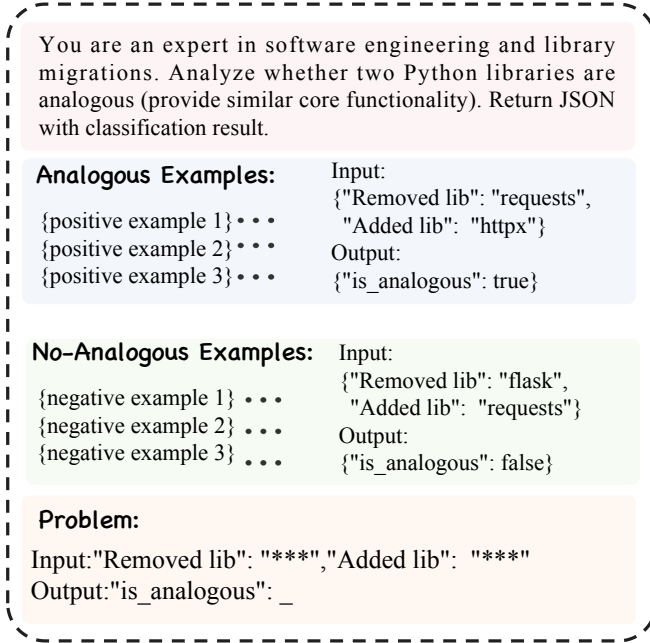 You are an expert in software engineering and library
migrations. Analyze whether two Python libraries are
analogous (provide similar core functionality). Return JSON
with classification result.
Analogous Examples:
{positive example 1} •••
{positive example 2} •••
{positive example 3} •••
Input:
{"Removed lib": "requests",
"Added lib": "httpx"}
Output:
{"is_analogous": true}
No-Analogous Examples:
{negative example 1} •••
{negative example 2} •••
{negative example 3} •••
Input:
{"Removed lib": "flask",
"Added lib": "requests"}
Output:
{"is_analogous": false}
Problem:
Input:"Removed lib": "***","Added lib": "***"
Output:"is_analogous": _